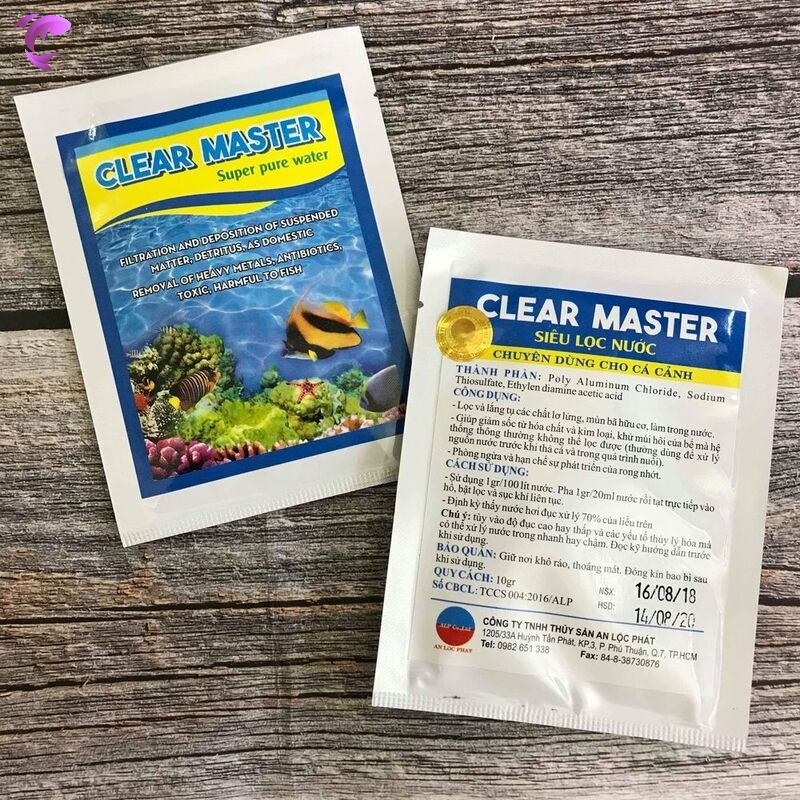 CLEAR MASTER
Super pure water
FILTRATION AND DEPOSITION OF SUSPENDED
MATTER, DETRITUS, AS DOMESTIC
REMOVAL OF HEAVY METALS, ANTIBIOTICS,
TOXIC, HARMFUL TO FISH
CLEAR MASTER
SIÊU LỌC NƯỚC
CHUYÊN DÙNG CHO CÁ CẢNH
THÀNH PHẦN: Poly Aluminum Chloride, Sodium
Thiosulfate, Ethylen diamine acetic acid
CÔNG DỤNG:
- Lọc và lắng tụ các chất lơ lửng, mùn bã hữu cơ, làm trong nước.
- Giúp giảm sốc từ hóa chất và kim loại, khử mùi hôi của bể mà hệ
thống thông thường không thể lọc được (thường dùng để xử lý
nguồn nước trước khi thả cá và trong quá trình nuôi).
- Phòng ngừa và hạn chế sự phát triển của rong nhớt.
CÁCH SỬ DỤNG:
- Sử dụng 1gr/100 lít nước. Pha 1gr/20ml nước rồi tạt trực tiếp vào
hồ, bật lọc và sục khí liên tục.
- Định kỳ thấy nước hơi đục xử lý 70% của liều trên
Chú ý: tùy vào độ đục cao hay thấp và các yếu tố thủy lý hóa mà
có thể xử lý nước trong nhanh hay chậm. Đọc kỹ hướng dẫn trước
khi sử dụng.
BẢO QUẢN: Giữ nơi khô ráo, thoáng mát. Đóng kín bao bì sau
khi sử dụng.
QUY CÁCH: 10gr
Số CBCL: TCCS 004:2016/ALP
NSX: 16/08/18
HSD: 14/08/20
ALP Co.,Ltd
AN LOC PHAT
CÔNG TY TNHH THỦY SẢN AN LỘC PHÁT
1205/33A Huỳnh Tấn Phát, KP.3, P. Phú Thuận, Q.7, TP.HCM
Tel: 0982 651 338 Fax: 84-8-38730876